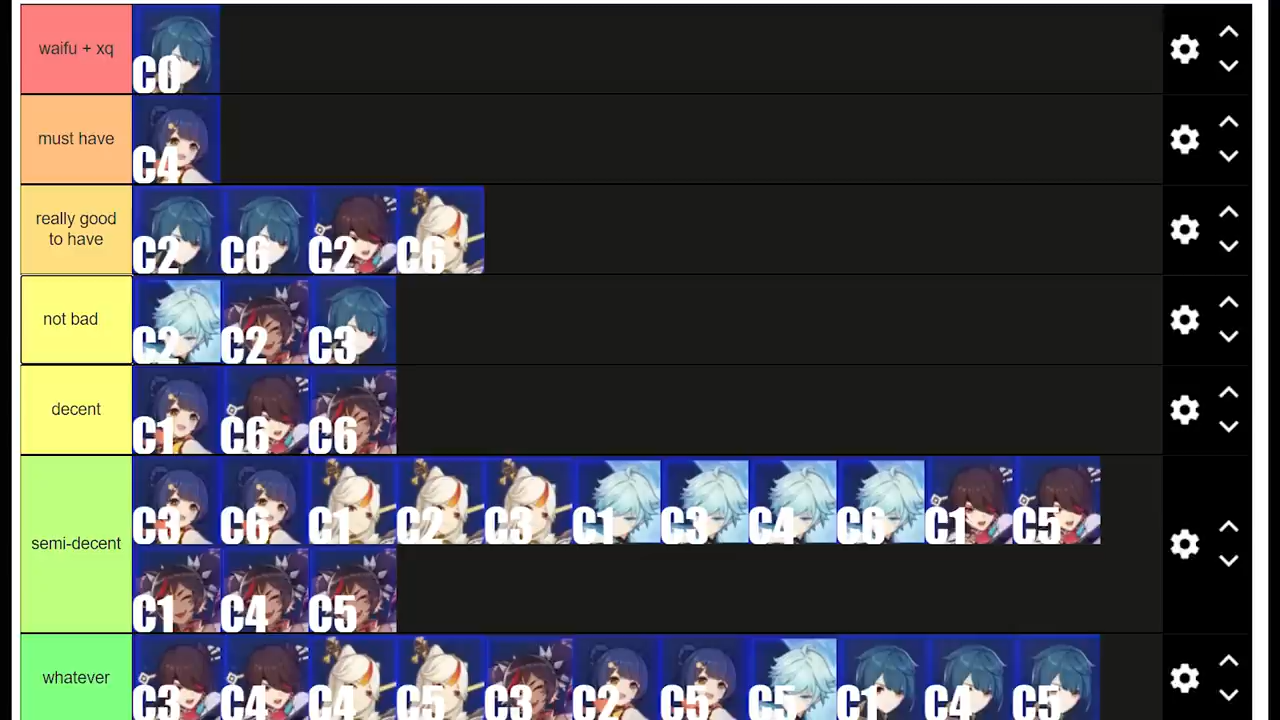 waifu + xq
C0
must have
C4
really good
to have
C2 C6 C2 C6
not bad
C2 C2 C3
decent
C1 C6 C6
semi-decent
C3 C6 C1 C2 C3 C1 C3 C4 C6 C1 C5
C1 C4 C5
whatever
C3 C4 C4 C5 C3 C2 C5 C5 C1 C4 C5